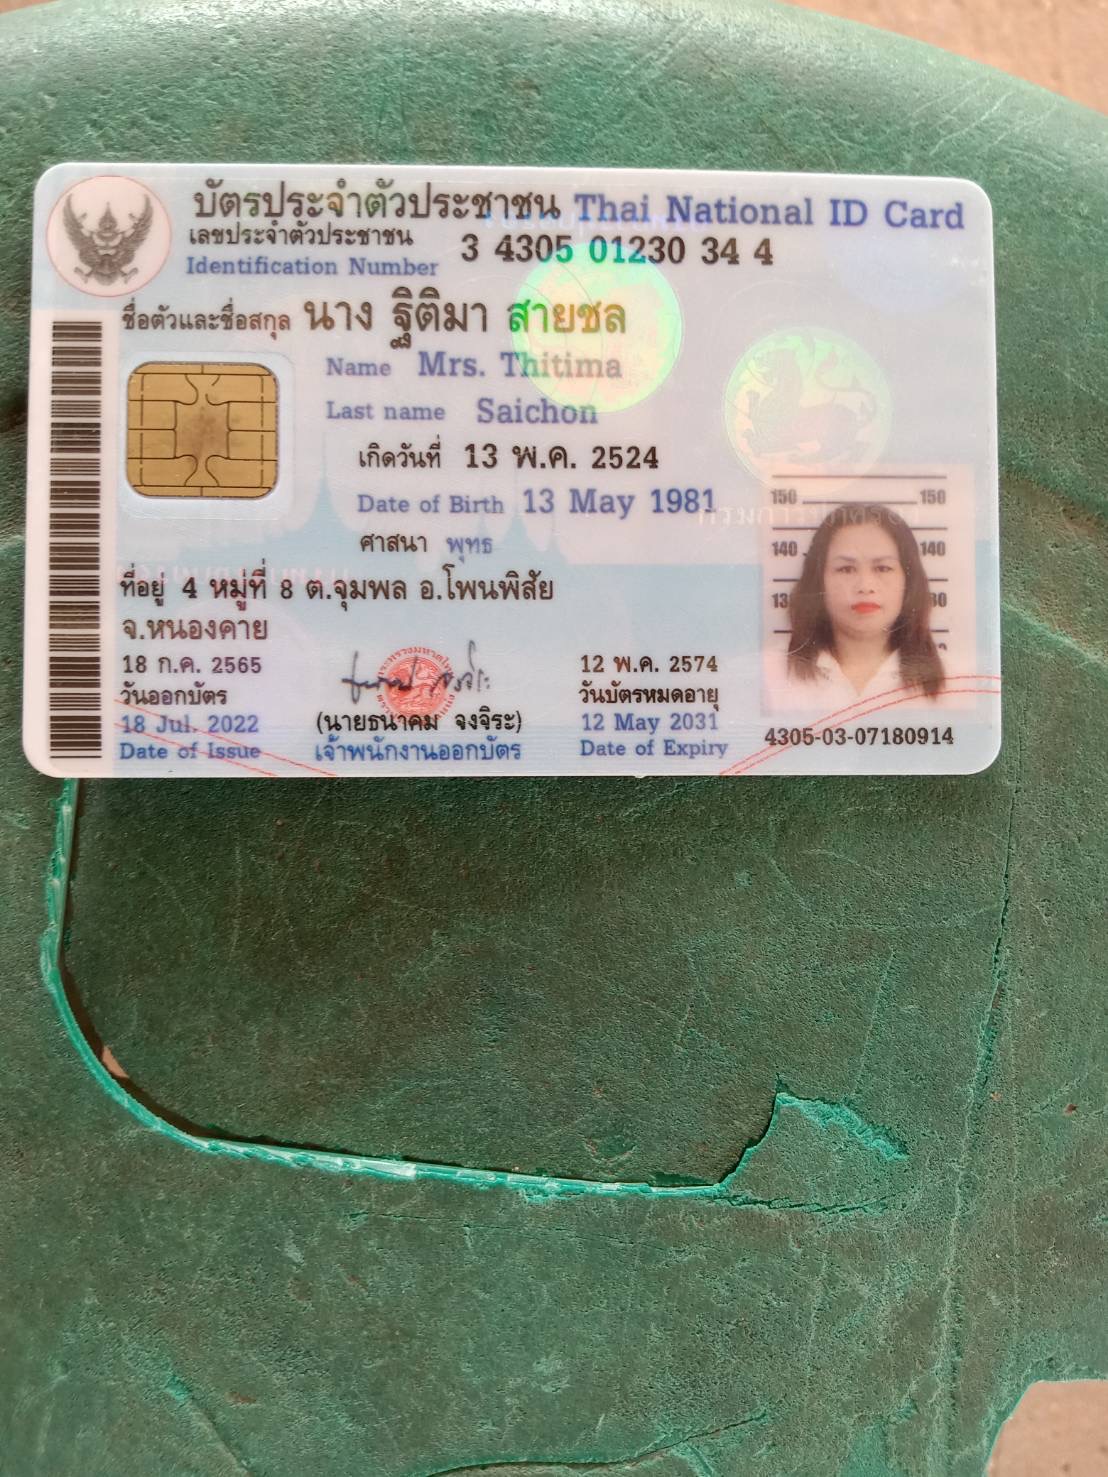 บัตรประจำตัวประชาชน Thai National ID Card
เลขประจำตัวประชาชน 3 4305 01230 34 4
Identification Number
ชื่อตัวและชื่อสกุล นาง ฐิติมา สายชล
Name Mrs. Thitima
Last name Saichon
เกิดวันที่ 13 พ.ค. 2524
Date of Birth 13 May 1981
ศาสนา พุทธ
ที่อยู่ 4 หมู่ที่ 8 ต.จุมพล อ.โพนพิสัย
จ.หนองคาย
18 ก.ค. 2565
วันออกบัตร
18 Jul. 2022
Date of Issue
(นายธนาคม จงจิระ)
เจ้าพนักงานออกบัตร
12 พ.ค. 2574
วันบัตรหมดอายุ
12 May 2031
Date of Expiry
150 150
140 140
4305-03-07180914